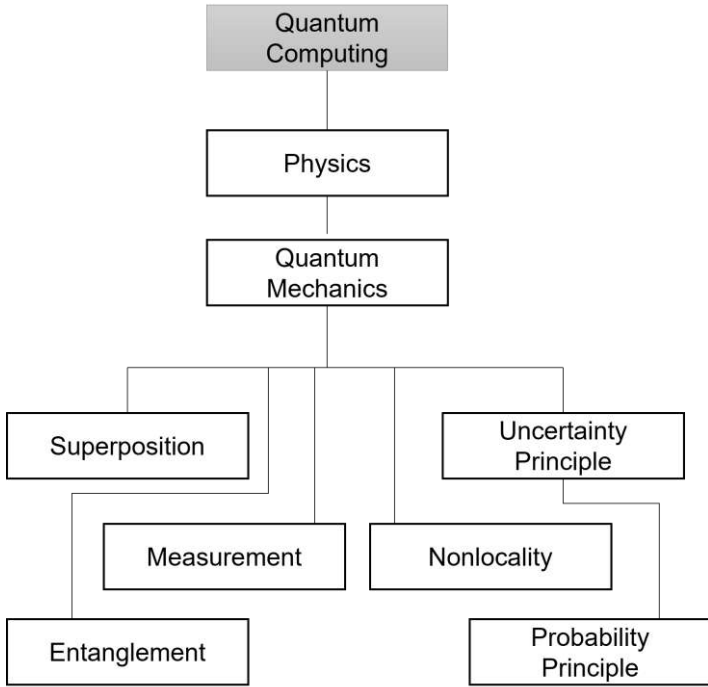 Quantum
Computing
Physics
Quantum
Mechanics
Superposition
Uncertainty
Principle
Measurement
Nonlocality
Entanglement
Probability
Principle